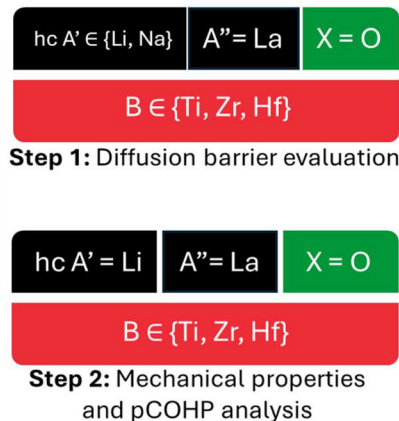 hc A' ∈ {Li, Na} A”= La X = O
B ∈ {Ti, Zr, Hf}
Step 1: Diffusion barrier evaluation
hc A' = Li A”= La X = O
B ∈ {Ti, Zr, Hf}
Step 2: Mechanical properties
and pCOHP analysis